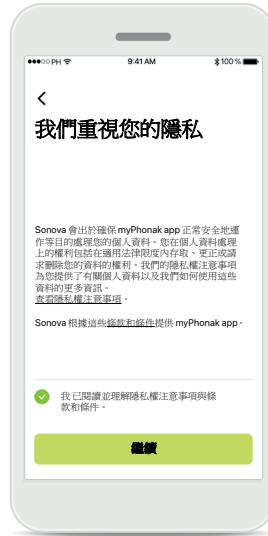 PH 9:41 AM 100 %
我們重視您的隱私
Sonova 會出於確保 myPhonak app 正常安全地運
作等目的處理您的個人資料。您在個人資料處理
上的權利包括在適用法律限度內存取、更正或請
求刪除您的資料的權利。我們的隱私權注意事項
為您提供了有關個人資料以及我們如何使用這些
資料的更多資訊。
查看隱私權注意事項。
Sonova 根據這些條款和條件提供 myPhonak app。
我已閱讀並理解隱私權注意事項與條
款和條件。
繼續